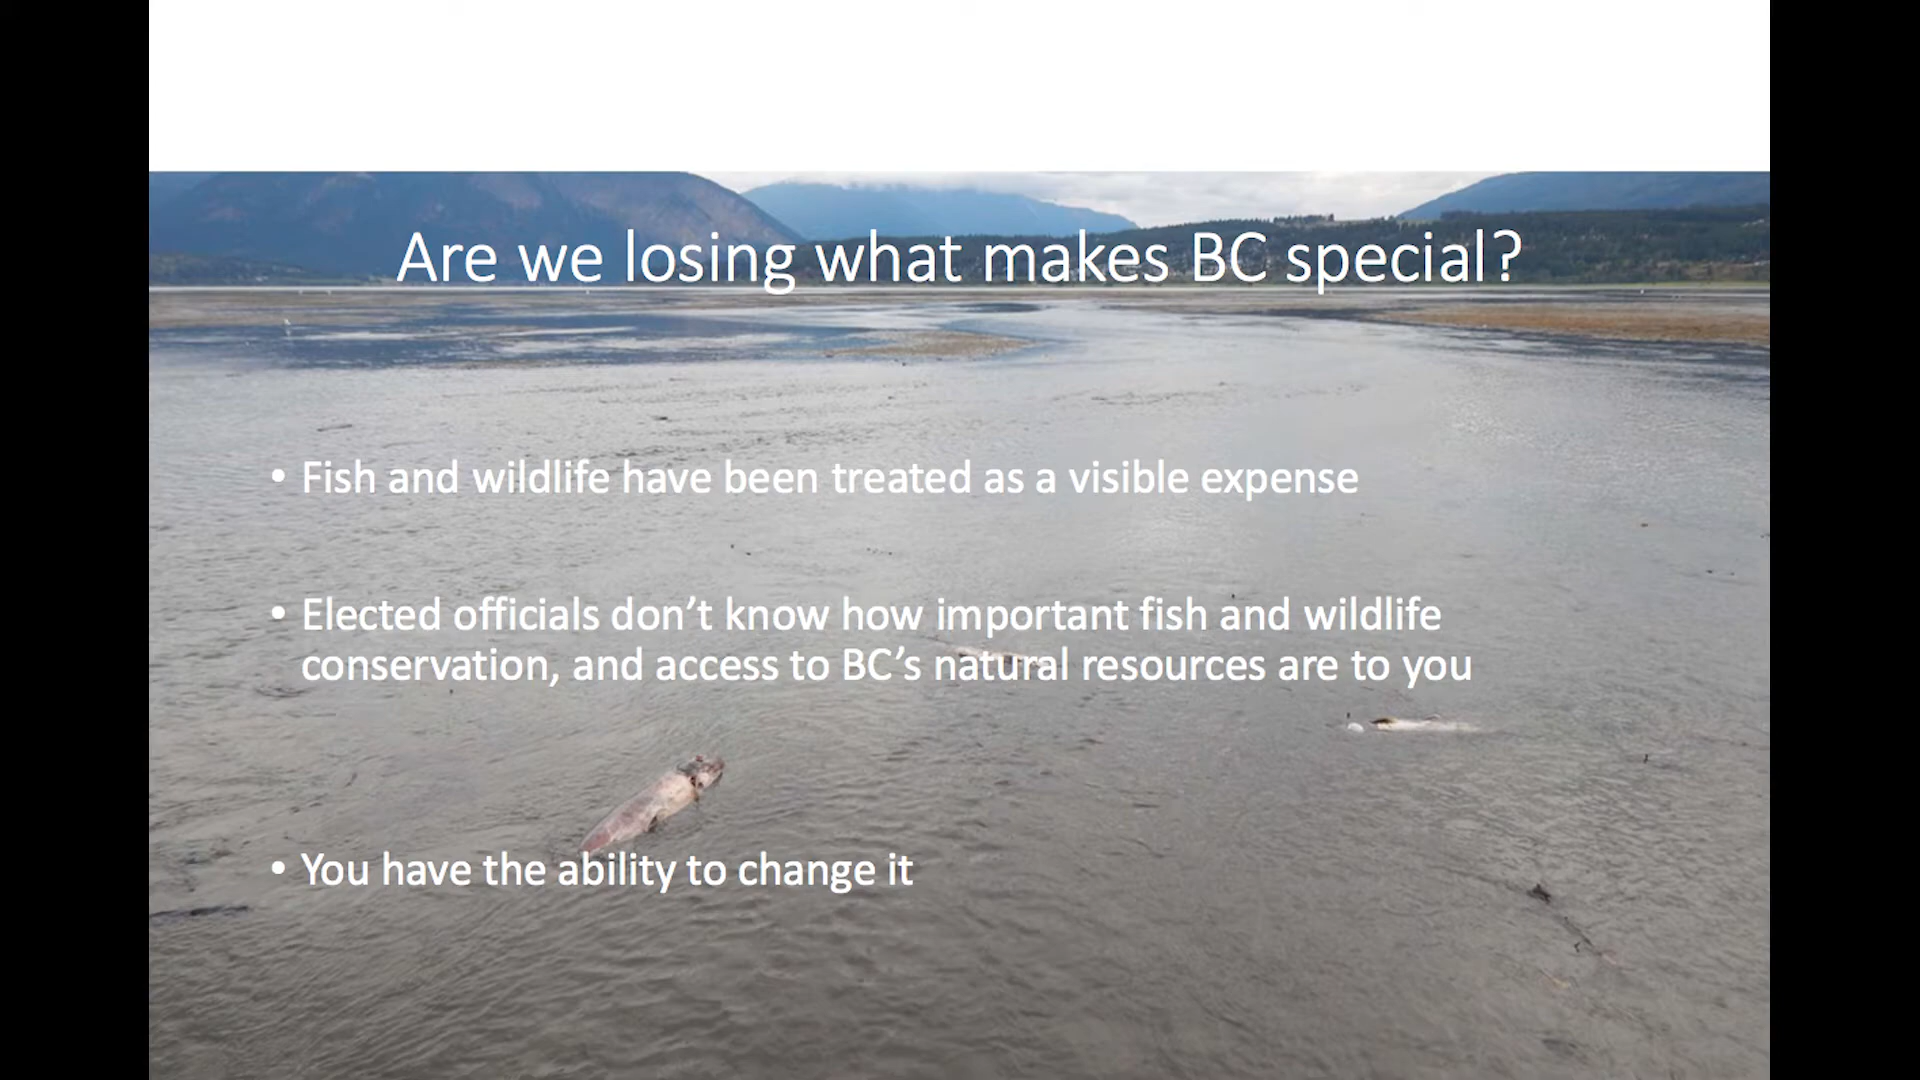 Are we losing what makes BC special?
• Fish and wildlife have been treated as a visible expense
• Elected officials don’t know how important fish and wildlife
conservation, and access to BC’s natural resources are to you
• You have the ability to change it